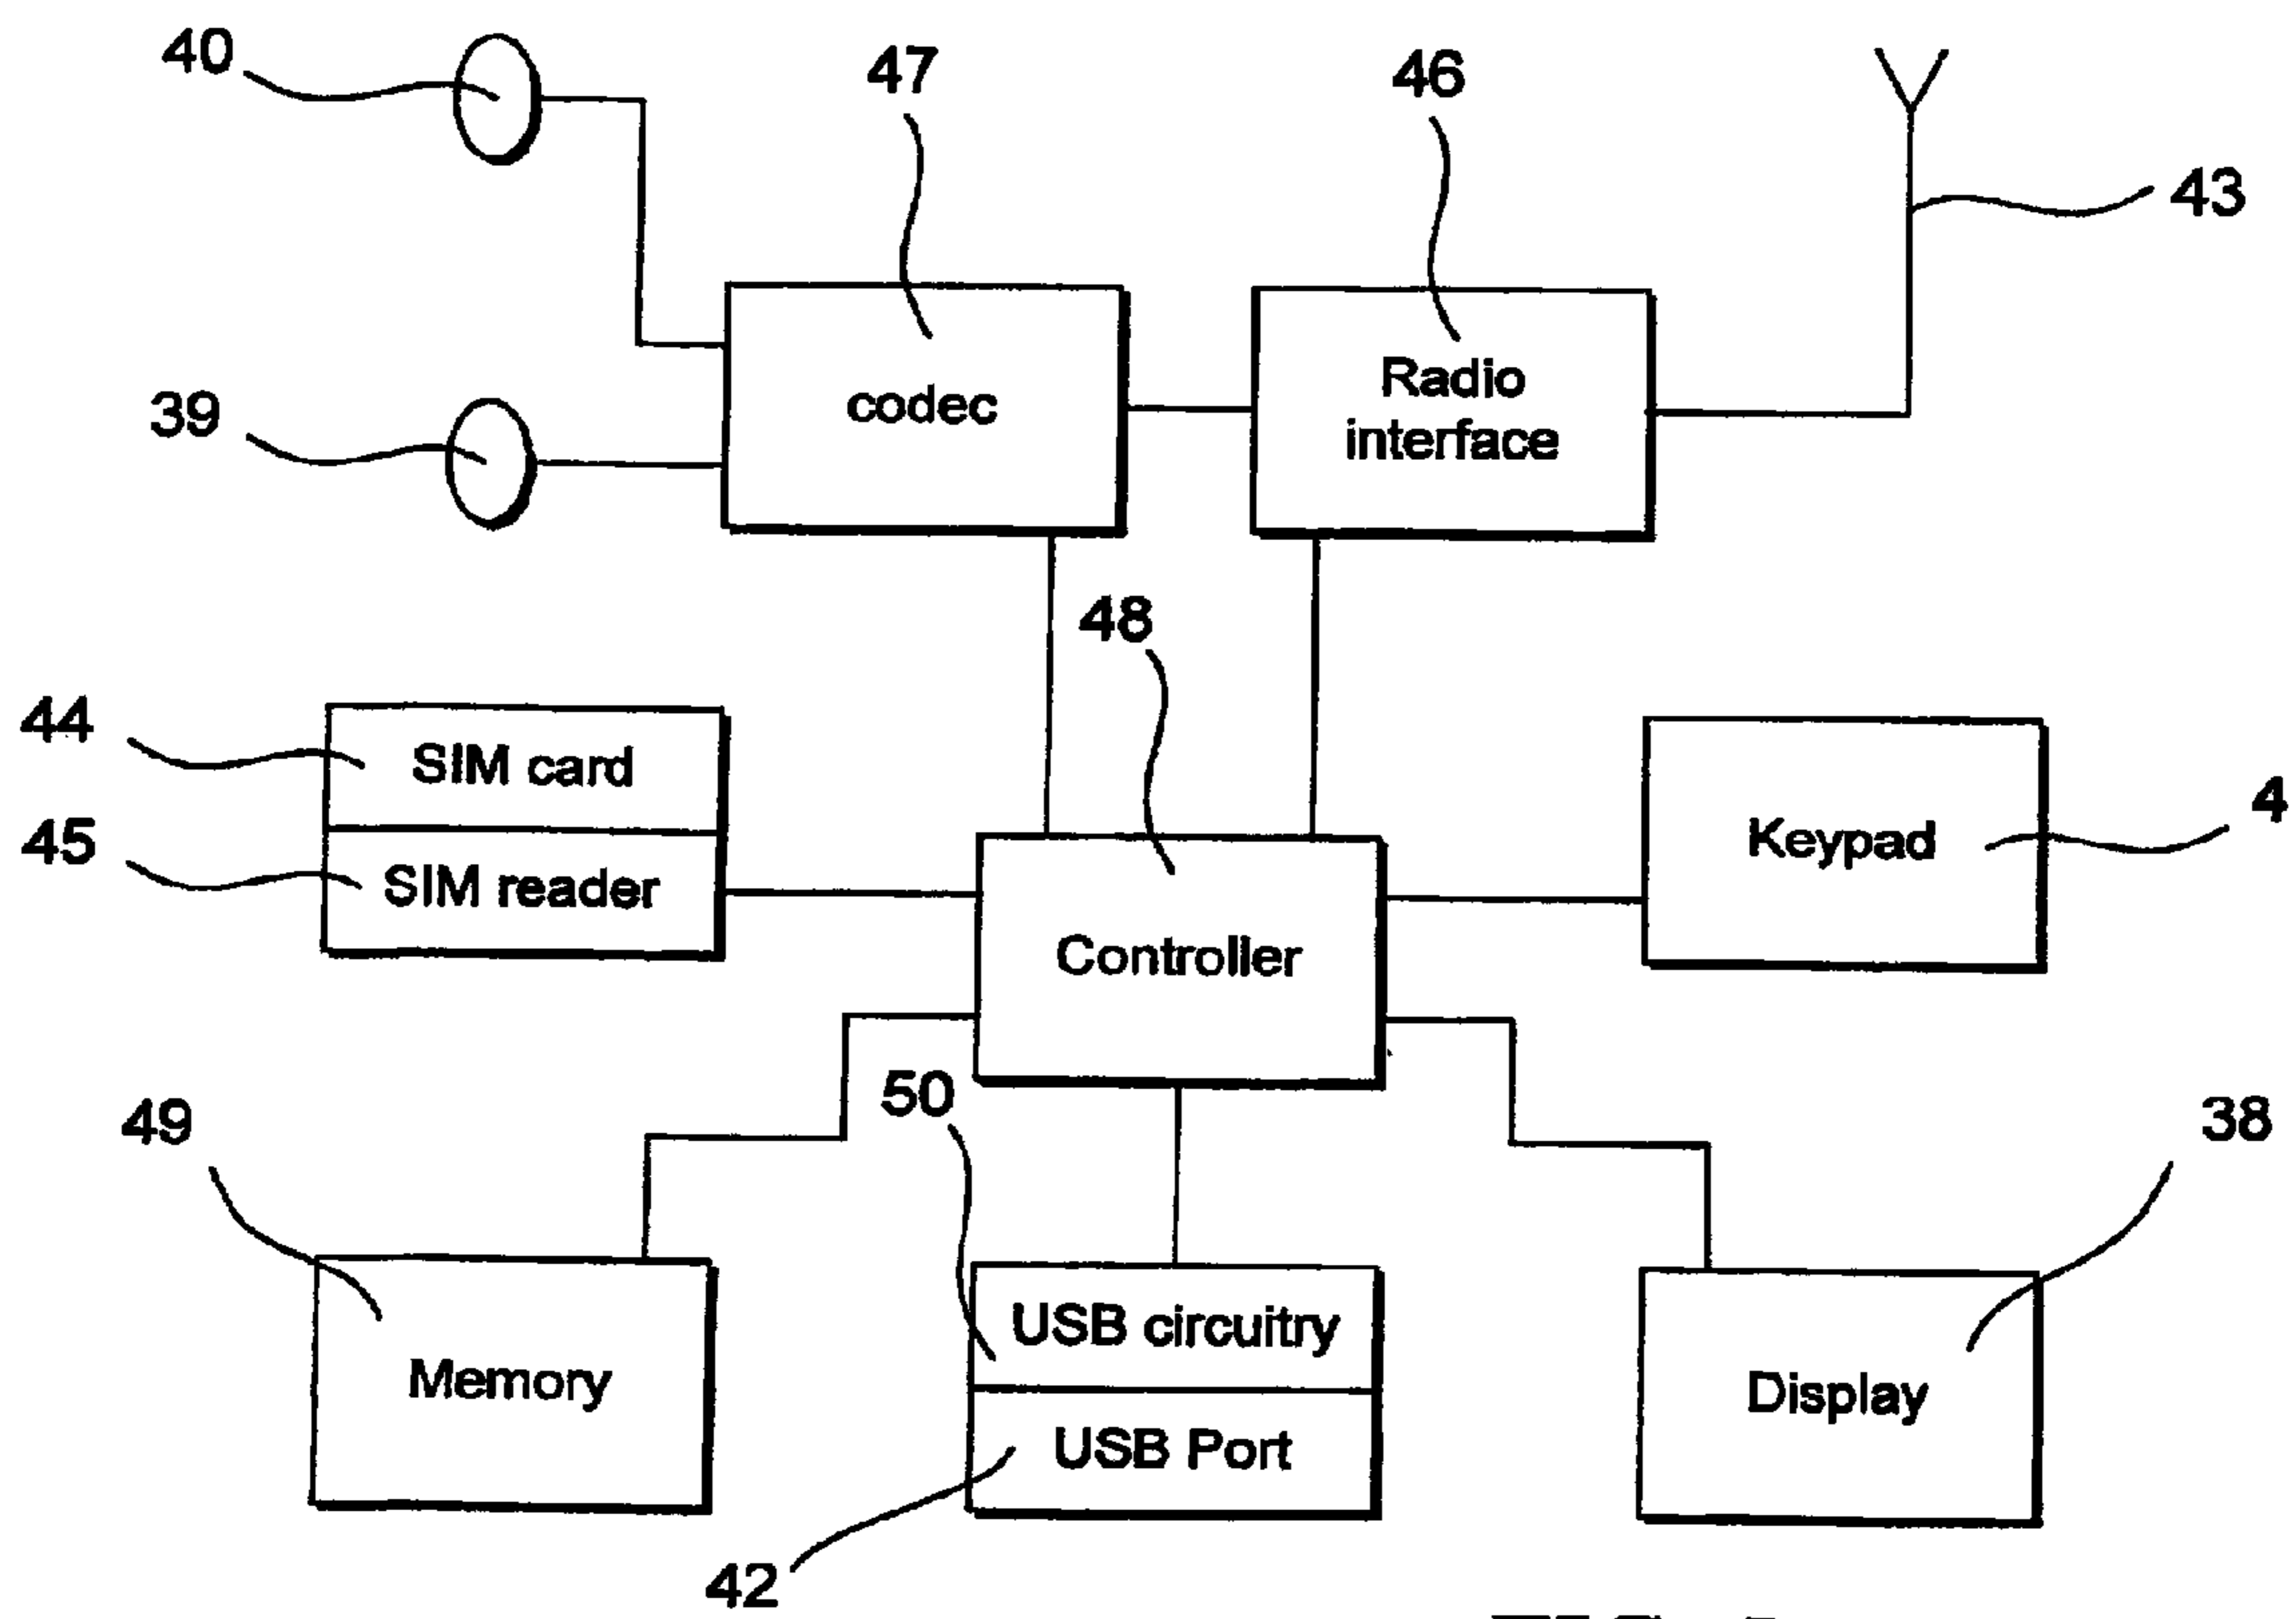 40
47
46
43
codec
Radio
interface
39
48
44
SIM card
45
SIM reader
Keypad
4
Controller
49
50
38
Memory
USB circuitry
USB Port
Display
42